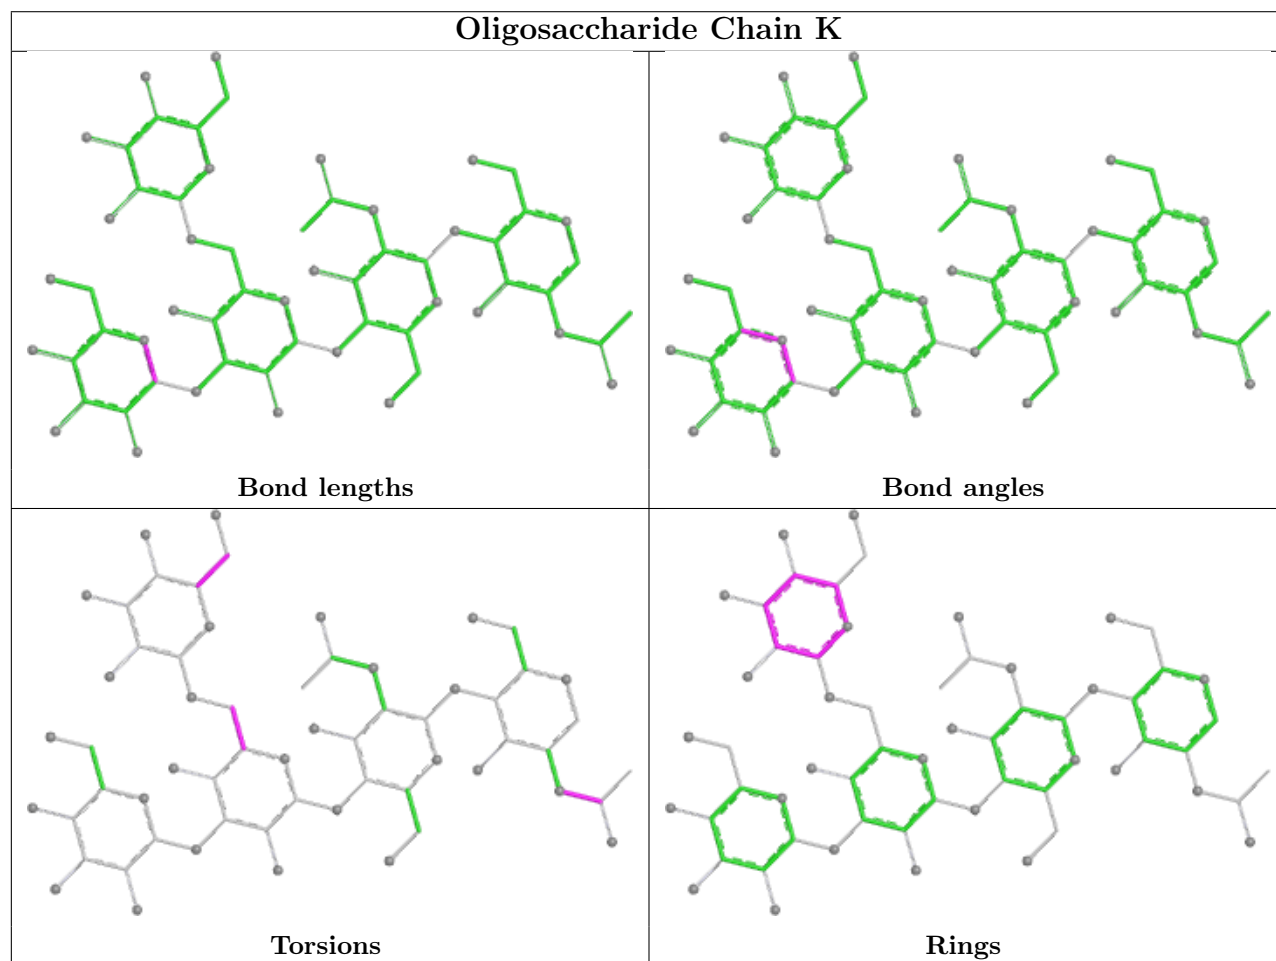 Oligosaccharide Chain K
Bond lengths
Bond angles
Torsions
Rings